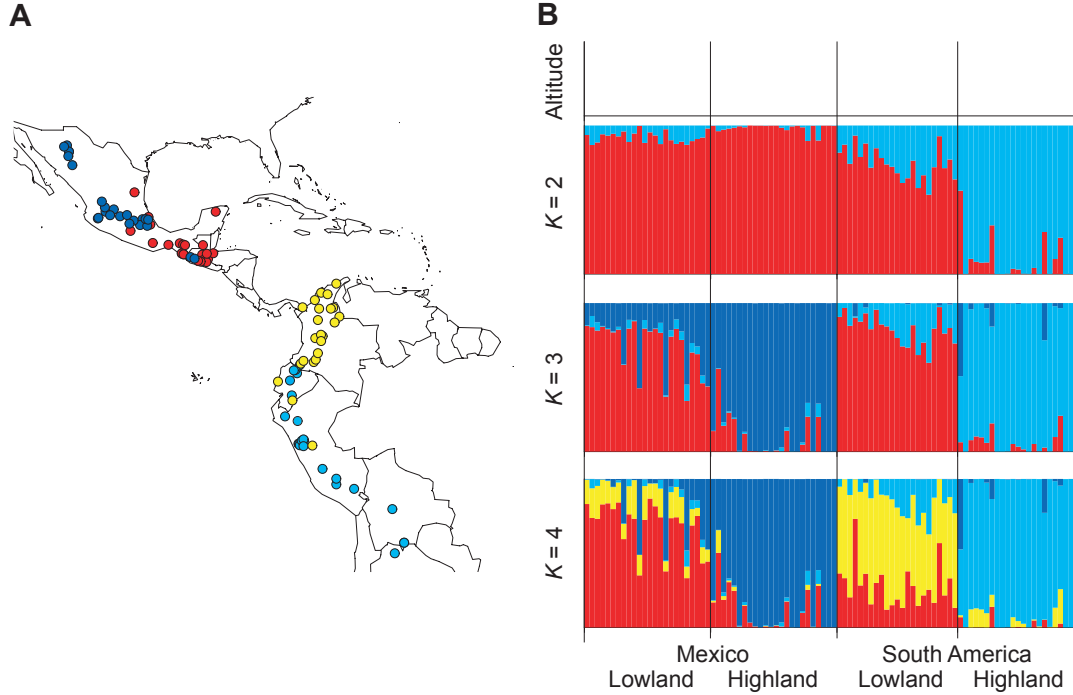 A
B
Altitude
K = 2
K = 3
K = 4
Mexico
South America
Lowland
Highland
Lowland
Highland